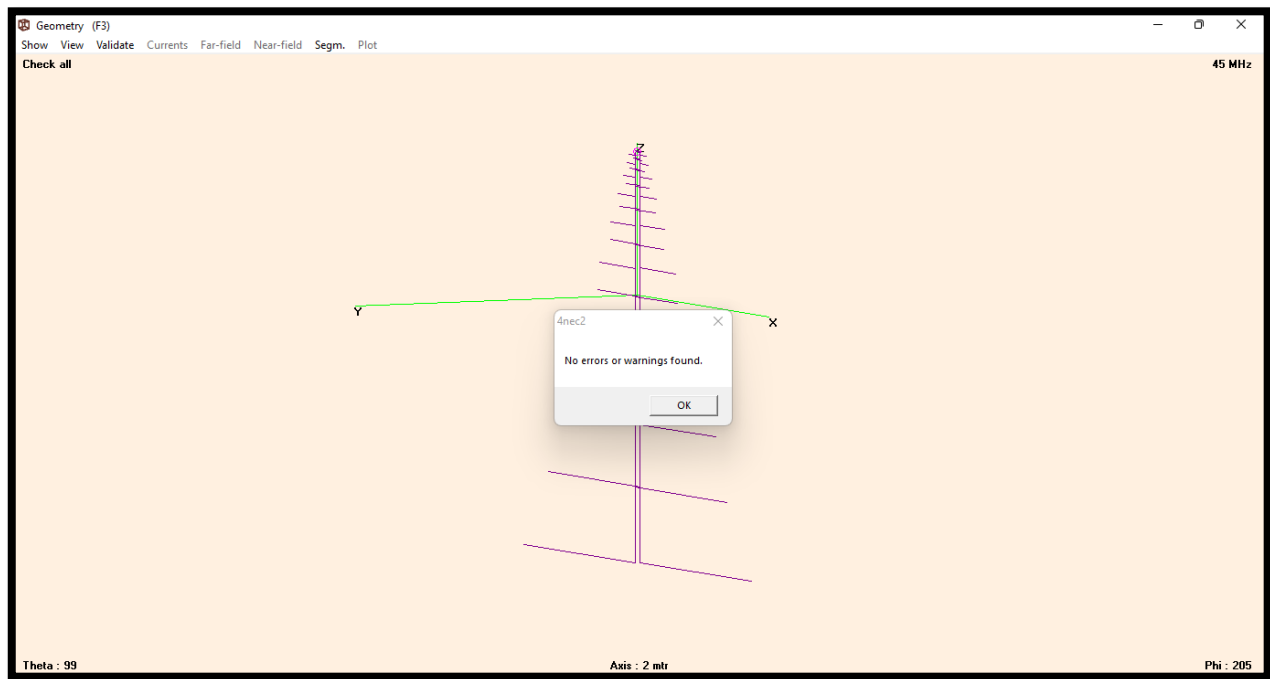 Geometry (F3)
Show View Validate Currents Far-field Near-field Segm. Plot
Check all
45 MHz
Z
Y
X
4nec2
No errors or warnings found.
OK
Theta : 99
Axis : 2 mtr
Phi : 205